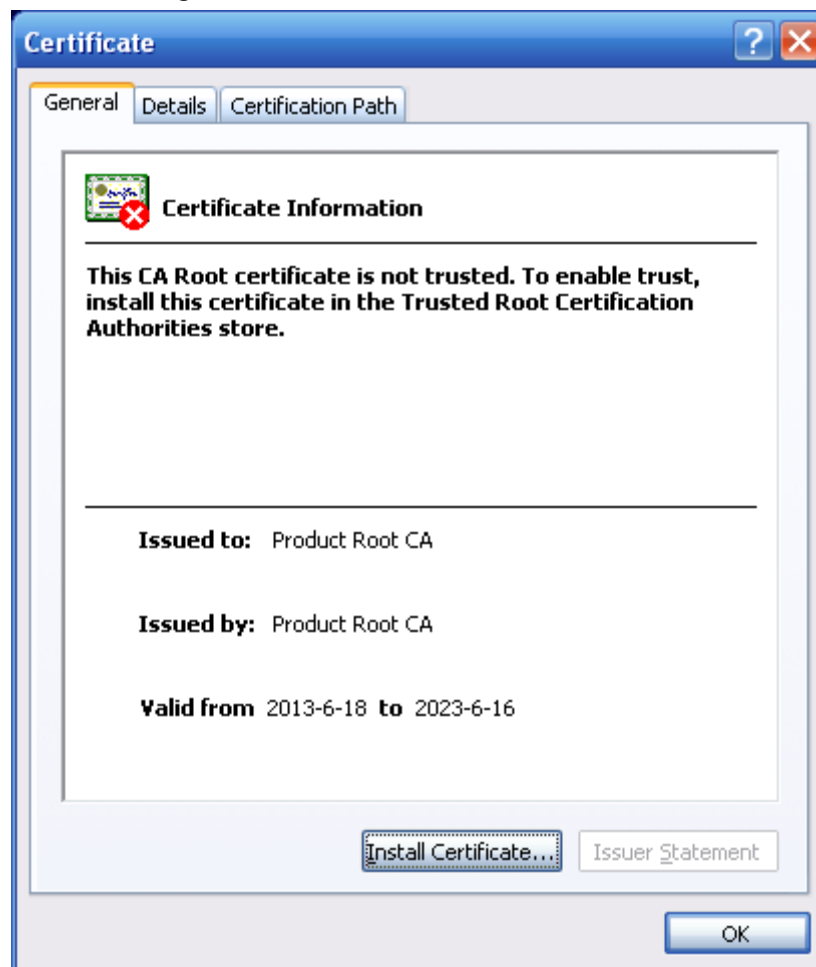 Certificate
General Details Certification Path
Certificate Information
This CA Root certificate is not trusted. To enable trust,
install this certificate in the Trusted Root Certification
Authorities store.
Issued to: Product Root CA
Issued by: Product Root CA
Valid from 2013-6-18 to 2023-6-16
Install Certificate... Issuer Statement
OK